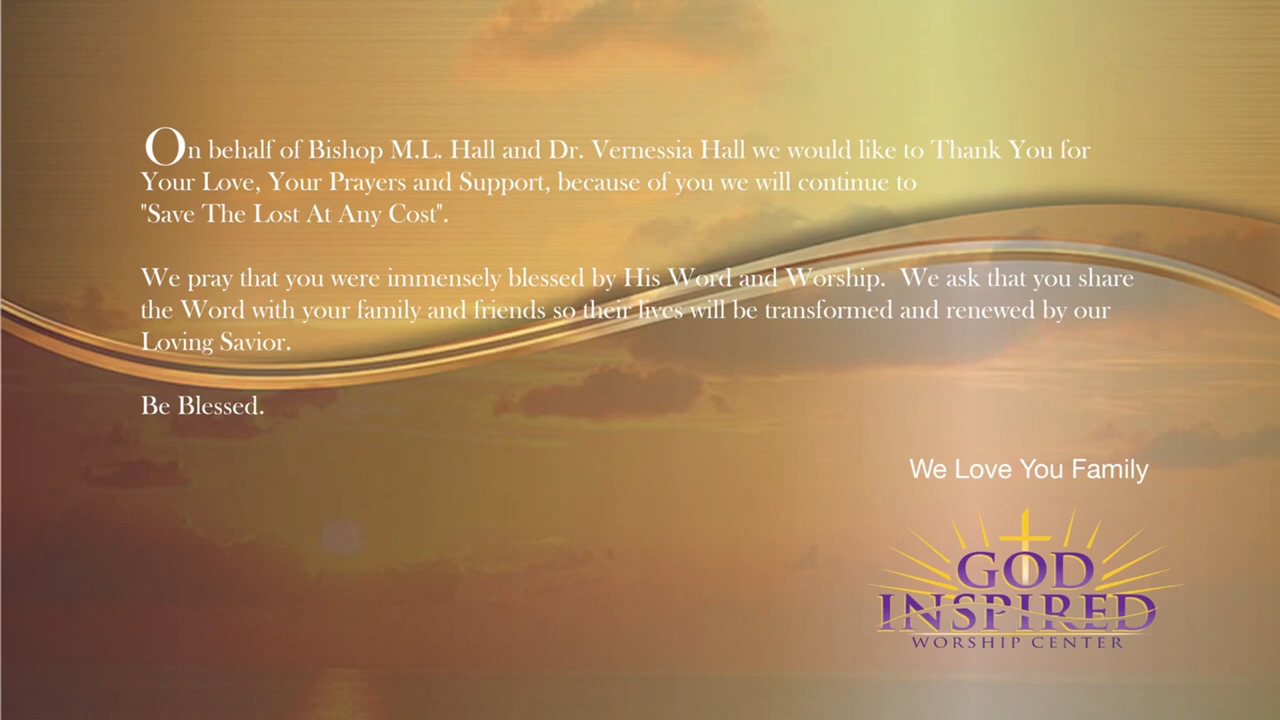 On behalf of Bishop M.L. Hall and Dr. Vernessia Hall we would like to Thank You for
Your Love, Your Prayers and Support, because of you we will continue to
"Save The Lost At Any Cost".
We pray that you were immensely blessed by His Word and Worship.  We ask that you share
the Word with your family and friends so their lives will be transformed and renewed by our
Loving Savior.
Be Blessed.
We Love You Family
GOD
INSPIRED
WORSHIP CENTER